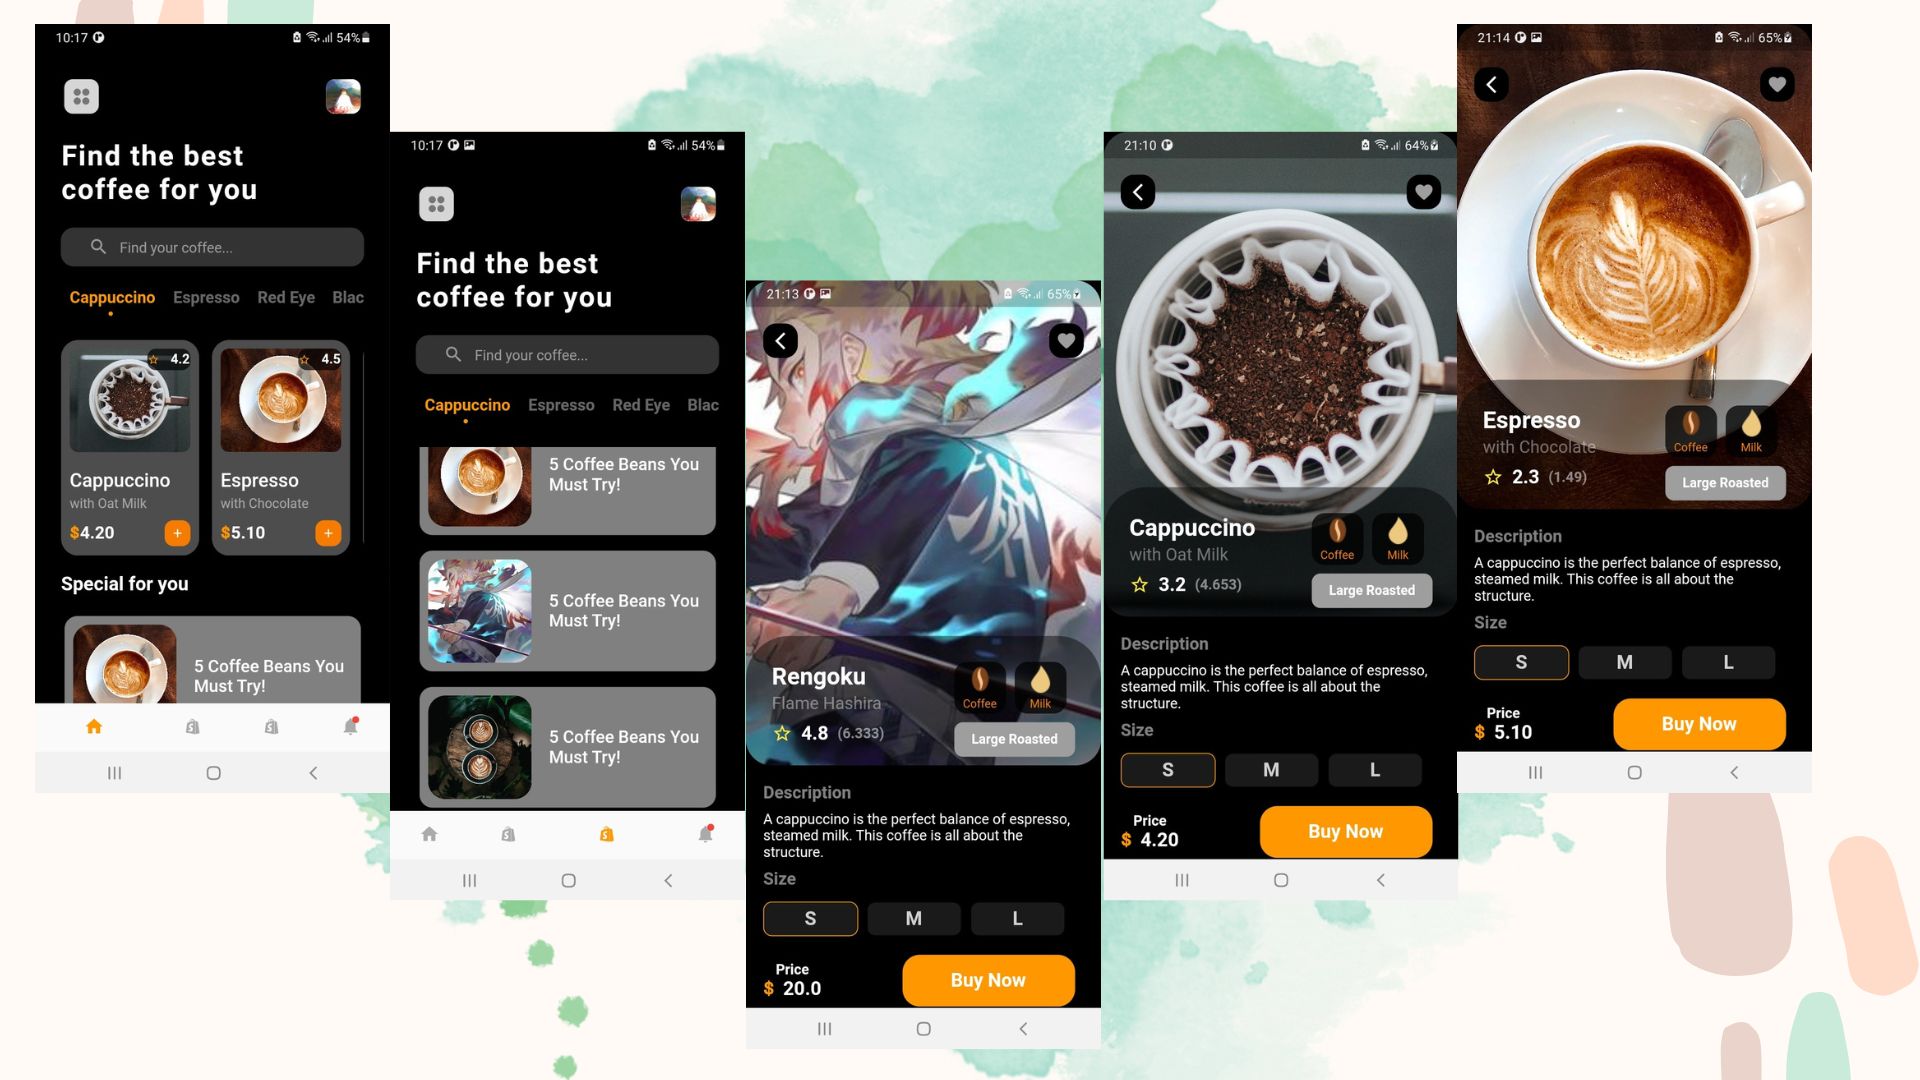 10:17
54%
Find the best
coffee for you
Find your coffee...
Cappuccino Espresso Red Eye Blac
4.2
Cappuccino
with Oat Milk
$4.20
+
4.5
Espresso
with Chocolate
$5.10
+
Special for you
5 Coffee Beans You
Must Try!
10:17
54%
Find the best
coffee for you
Find your coffee...
Cappuccino Espresso Red Eye Blac
5 Coffee Beans You
Must Try!
5 Coffee Beans You
Must Try!
5 Coffee Beans You
Must Try!
21:13
65%
Rengoku
Flame Hashira
4.8 (6.333)
Coffee
Milk
Large Roasted
Description
A cappuccino is the perfect balance of espresso,
steamed milk. This coffee is all about the
structure.
Size
S M L
Price
$ 20.0
Buy Now
21:10
64%
Cappuccino
with Oat Milk
3.2 (4.653)
Coffee
Milk
Large Roasted
Description
A cappuccino is the perfect balance of espresso,
steamed milk. This coffee is all about the
structure.
Size
S M L
Price
$ 4.20
Buy Now
21:14
65%
Espresso
with Chocolate
2.3 (1.49)
Coffee
Milk
Large Roasted
Description
A cappuccino is the perfect balance of espresso,
steamed milk. This coffee is all about the
structure.
Size
S M L
Price
$ 5.10
Buy Now